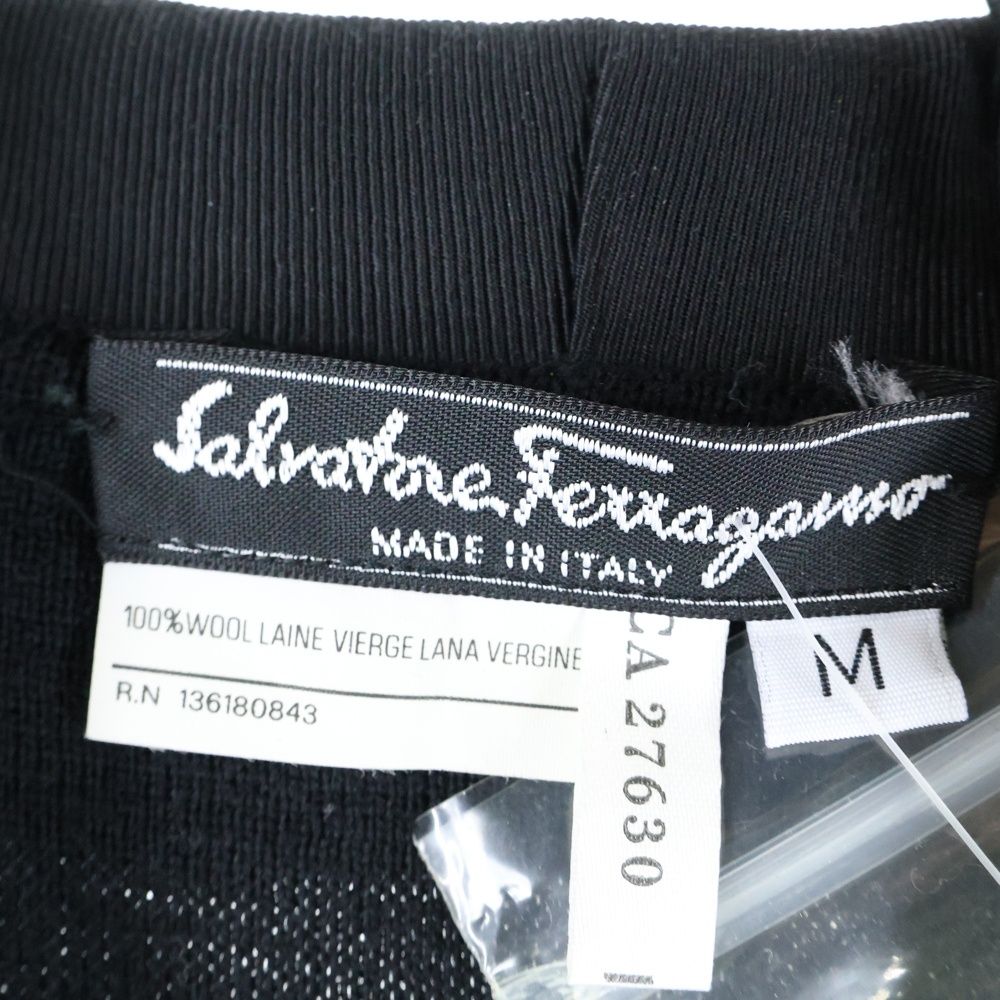 Salvatore Ferragamo
MADE IN ITALY
100%WOOL LAINE VIERGE LANA VERGINE
R.N 136180843
CA 27630
M